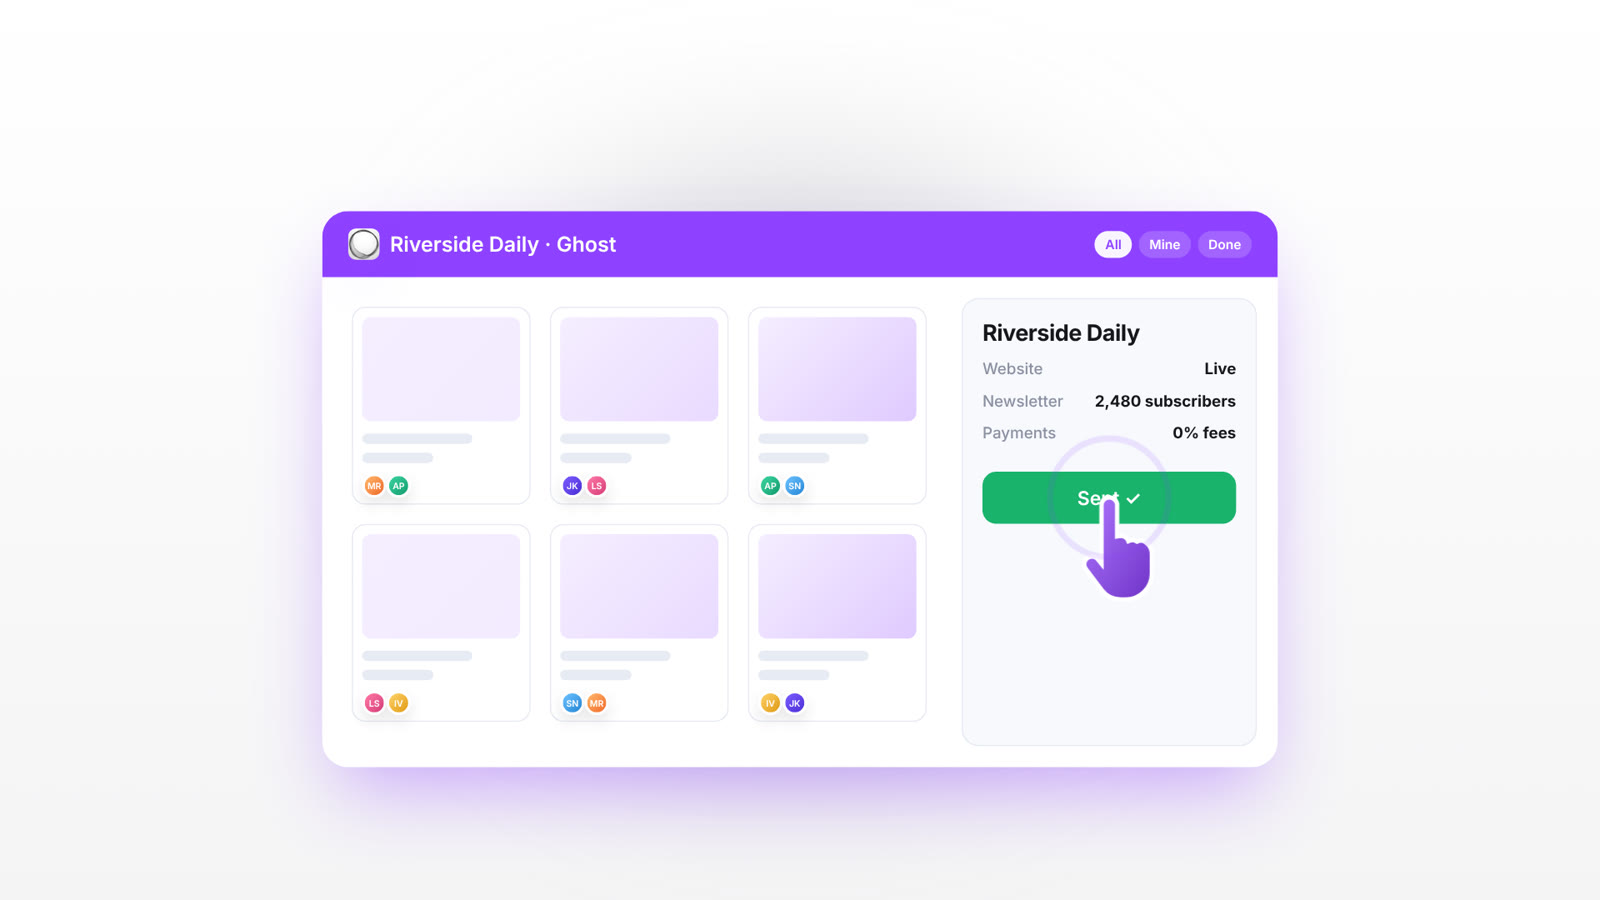 Riverside Daily · Ghost
All
Mine
Done
MR AP
JK LS
AP SN
LS IV
SN MR
IV JK
Riverside Daily
Website Live
Newsletter 2,480 subscribers
Payments 0% fees
Sent ✓